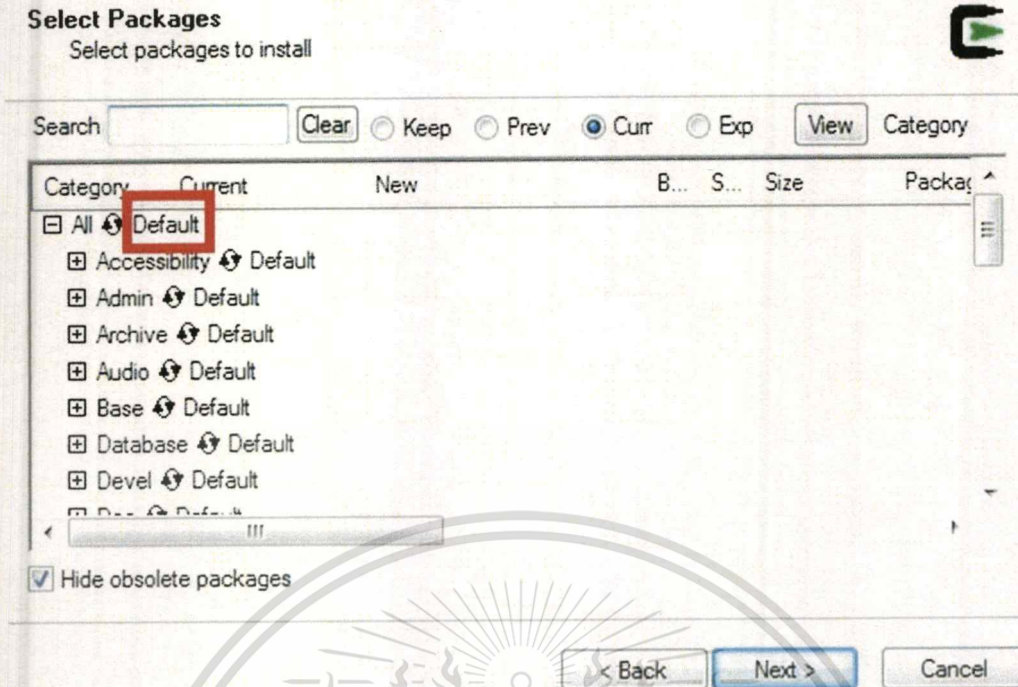 Select Packages
Select packages to install
Search Clear Keep Prev Curr Exp View Category
Category Current New B... S... Size Packag
All Default
Accessibility Default
Admin Default
Archive Default
Audio Default
Base Default
Database Default
Devel Default
Default
Hide obsolete packages
< Back Next > Cancel